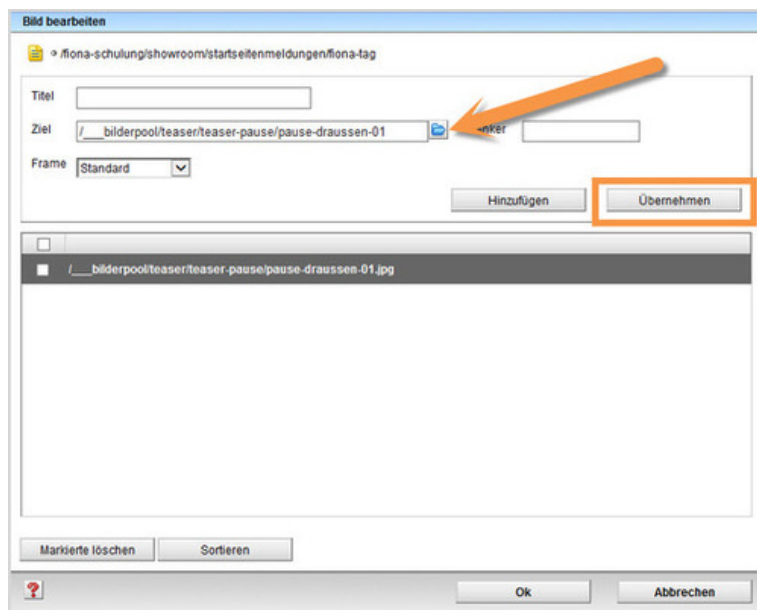 Bild bearbeiten
/fiona-schulung/showroom/startseitenmeldungen/fiona-tag
Titel
Ziel /___bilderpool/teaser/teaser-pause/pause-draussen-01 nker
Frame Standard
Hinzufügen Übernehmen
/___bilderpool/teaser/teaser-pause/pause-draussen-01.jpg
Markierte löschen Sortieren
? Ok Abbrechen